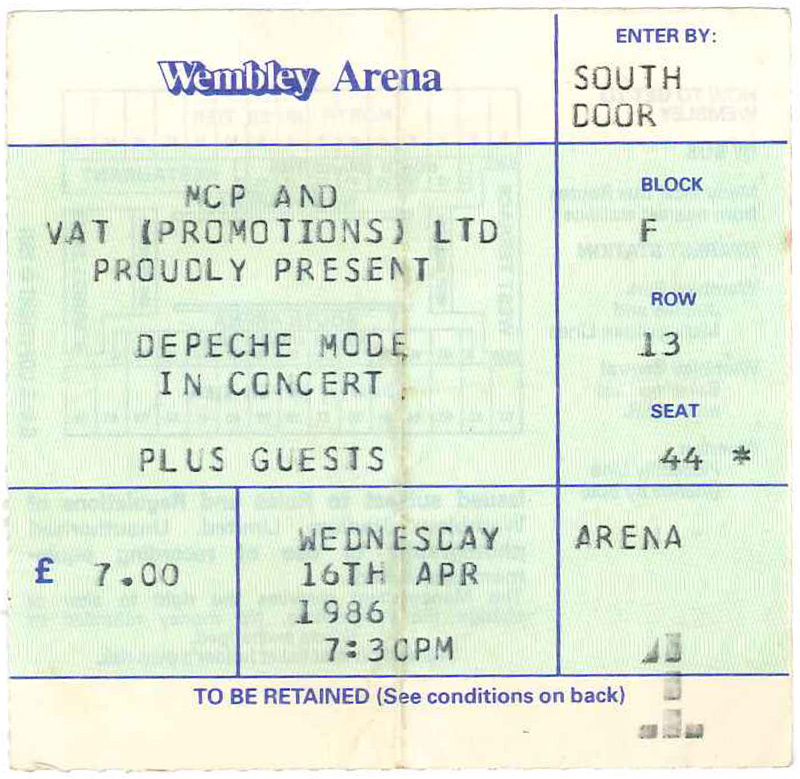 Wembley Arena
ENTER BY:
SOUTH
DOOR
MCP AND
VAT (PROMOTIONS) LTD
PROUDLY PRESENT
DEPECHE MODE
IN CONCERT
PLUS GUESTS
BLOCK
F
ROW
13
SEAT
44 *
£ 7.00
WEDNESDAY
16TH APR
1986
7:30PM
ARENA
TO BE RETAINED (See conditions on back)